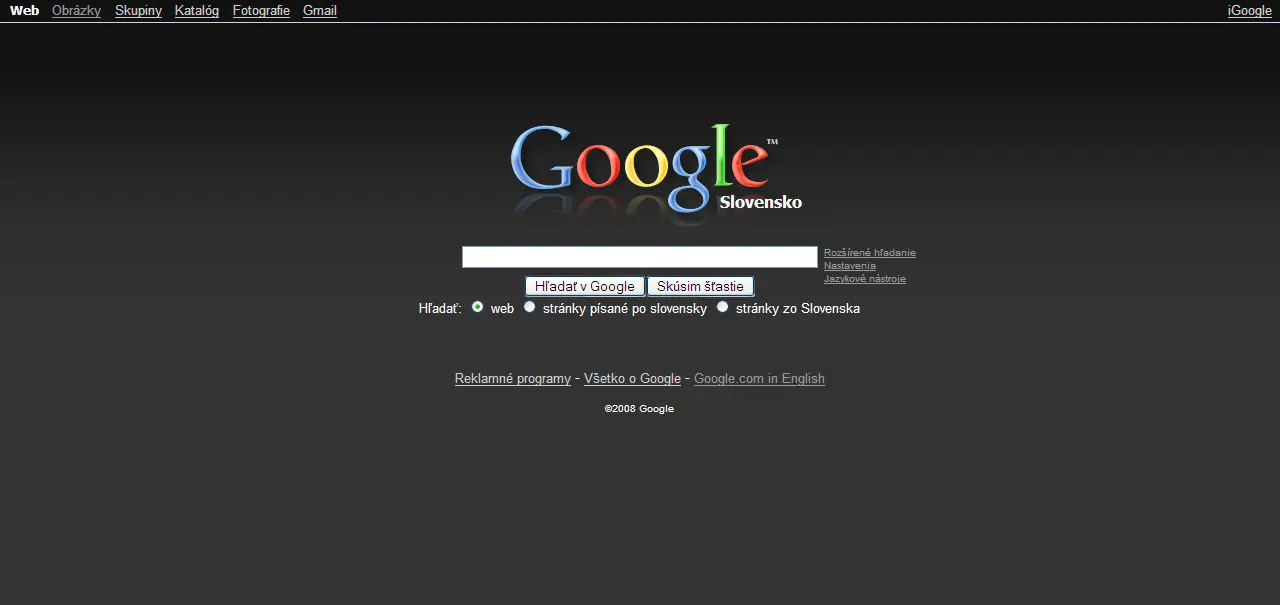 Web Obrázky Skupiny Katalóg Fotografie Gmail iGoogle
Google™
Slovensko
Rozšírené hľadanie
Nastavenia
Jazykové nástroje
Hľadať v Google Skúsim šťastie
Hľadať: web stránky písané po slovensky stránky zo Slovenska
Reklamné programy - Všetko o Google - Google.com in English
©2008 Google